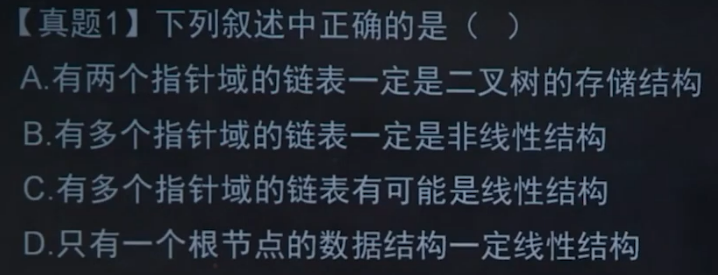 【真题1】下列叙述中正确的是（ ）
A.有两个指针域的链表一定是二叉树的存储结构
B.有多个指针域的链表一定是非线性结构
C.有多个指针域的链表有可能是线性结构
D.只有一个根节点的数据结构一定线性结构